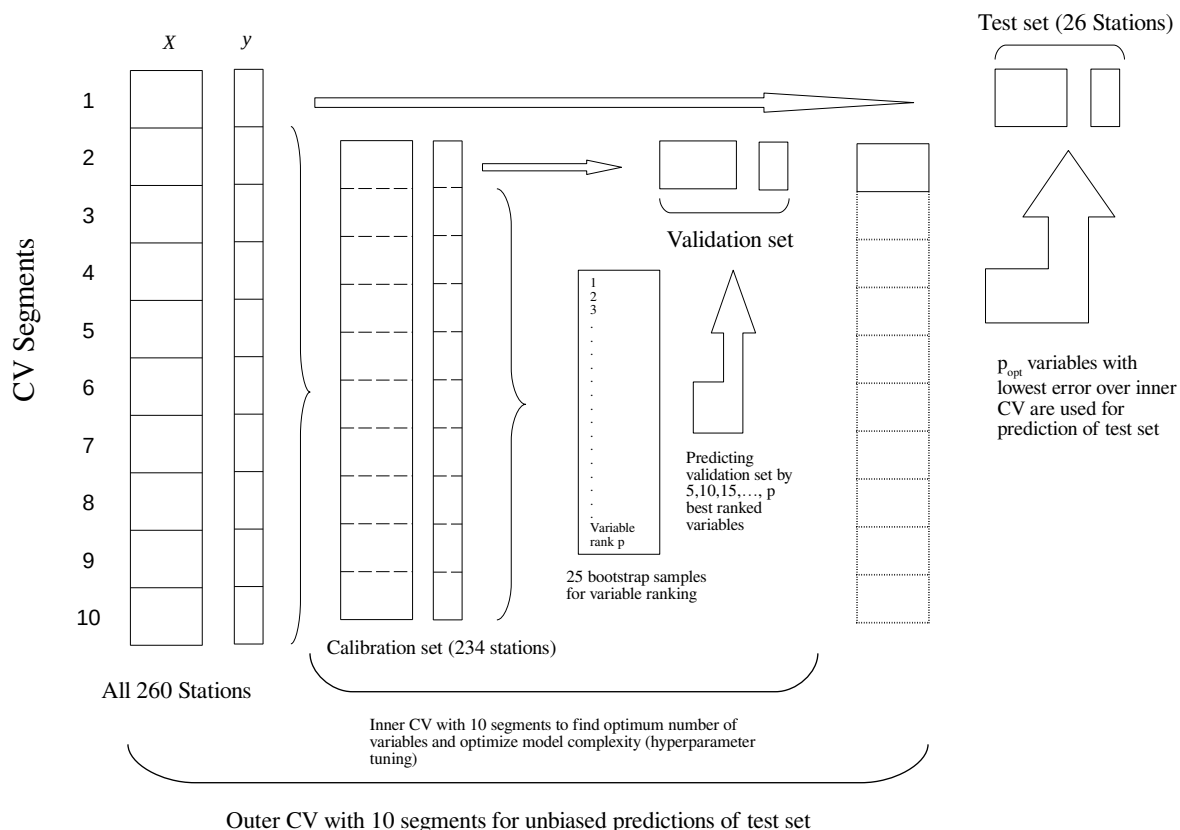 Test set (26 Stations)
X
y
1
2
3
4
5
6
7
8
9
10
CV Segments
Validation set
1
2
3
.
.
.
.
.
.
.
.
.
.
.
.
.
.
Variable
rank p
Predicting
validation set by
5,10,15,…, p
best ranked
variables
25 bootstrap samples
for variable ranking
popt variables with
lowest error over inner
CV are used for
prediction of test set
Calibration set (234 stations)
All 260 Stations
Inner CV with 10 segments to find optimum number of
variables and optimize model complexity (hyperparameter
tuning)
Outer CV with 10 segments for unbiased predictions of test set